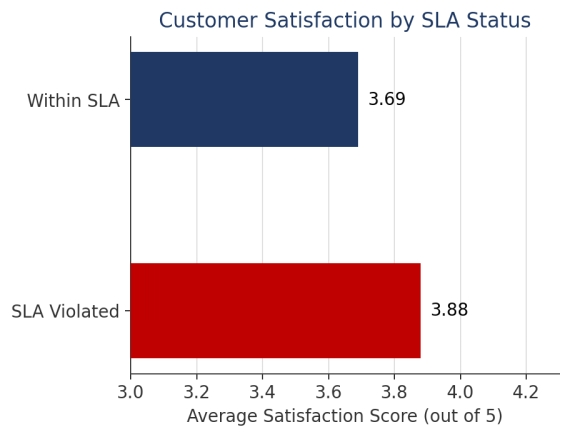 Customer Satisfaction by SLA Status
Within SLA
3.69
SLA Violated
3.88
3.0 3.2 3.4 3.6 3.8 4.0 4.2
Average Satisfaction Score (out of 5)